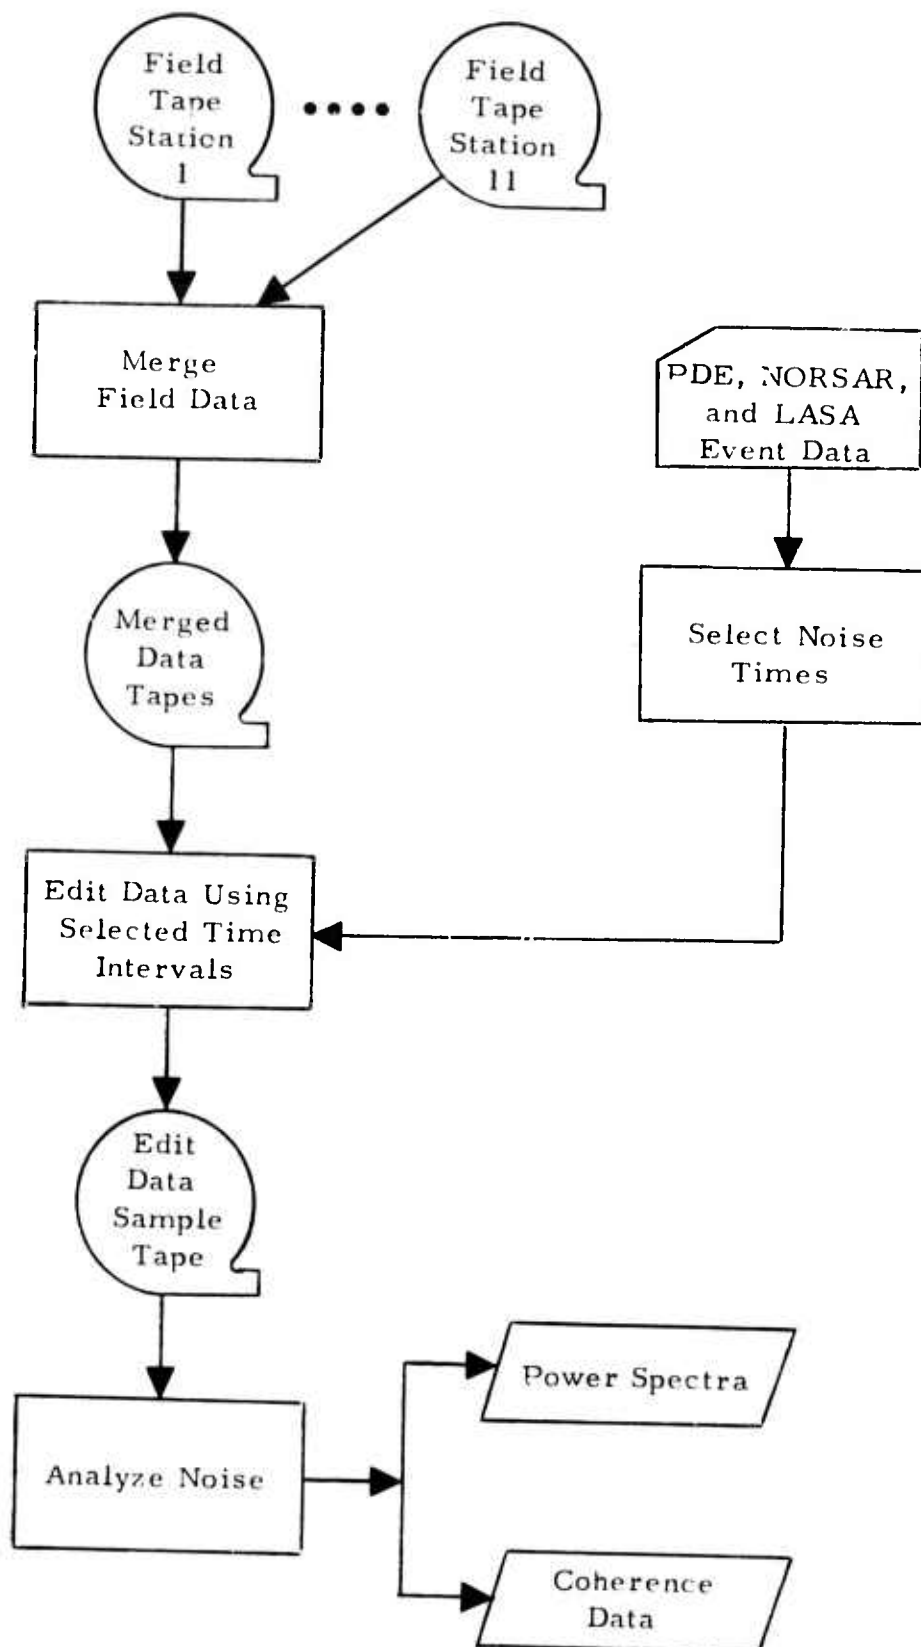 Field
Tape
Station
1
Field
Tape
Station
11
Merge
Field Data
PDE, NORSAR,
and LASA
Event Data
Merged
Data
Tapes
Select Noise
Times
Edit Data Using
Selected Time
Intervals
Edit
Data
Sample
Tape
Power Spectra
Analyze Noise
Coherence
Data